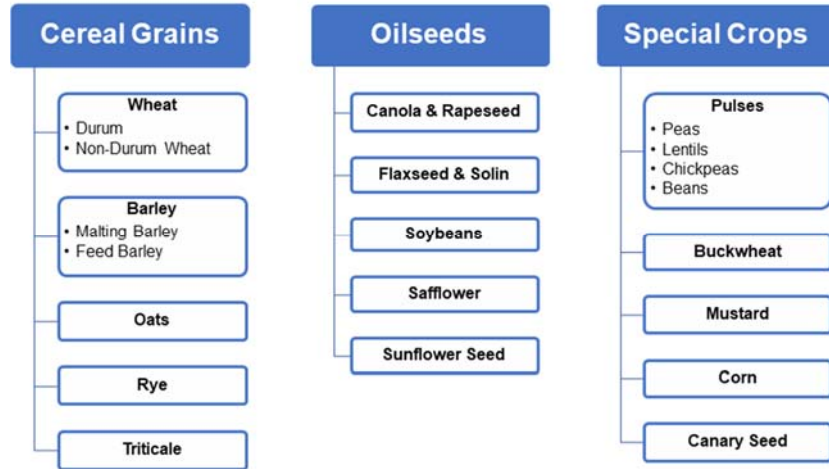 Cereal Grains
Wheat
• Durum
• Non-Durum Wheat
Barley
• Malting Barley
• Feed Barley
Oats
Rye
Triticale
Oilseeds
Canola & Rapeseed
Flaxseed & Solin
Soybeans
Safflower
Sunflower Seed
Special Crops
Pulses
• Peas
• Lentils
• Chickpeas
• Beans
Buckwheat
Mustard
Corn
Canary Seed